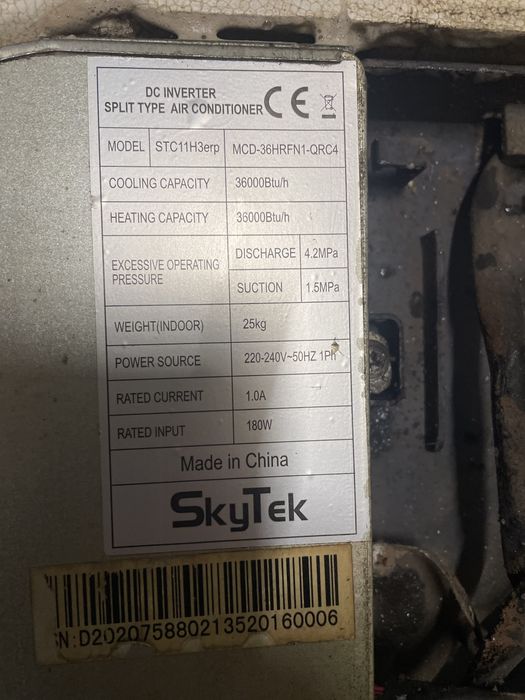 DC INVERTER
SPLIT TYPE AIR CONDITIONER CE
MODEL STC11H3erp MCD-36HRFN1-QRC4
COOLING CAPACITY 36000Btu/h
HEATING CAPACITY 36000Btu/h
EXCESSIVE OPERATING PRESSURE DISCHARGE 4.2MPa
SUCTION 1.5MPa
WEIGHT(INDOOR) 25kg
POWER SOURCE 220-240V~50HZ 1Ph
RATED CURRENT 1.0A
RATED INPUT 180W
Made in China
SkyTek
N:D202075880213520160006